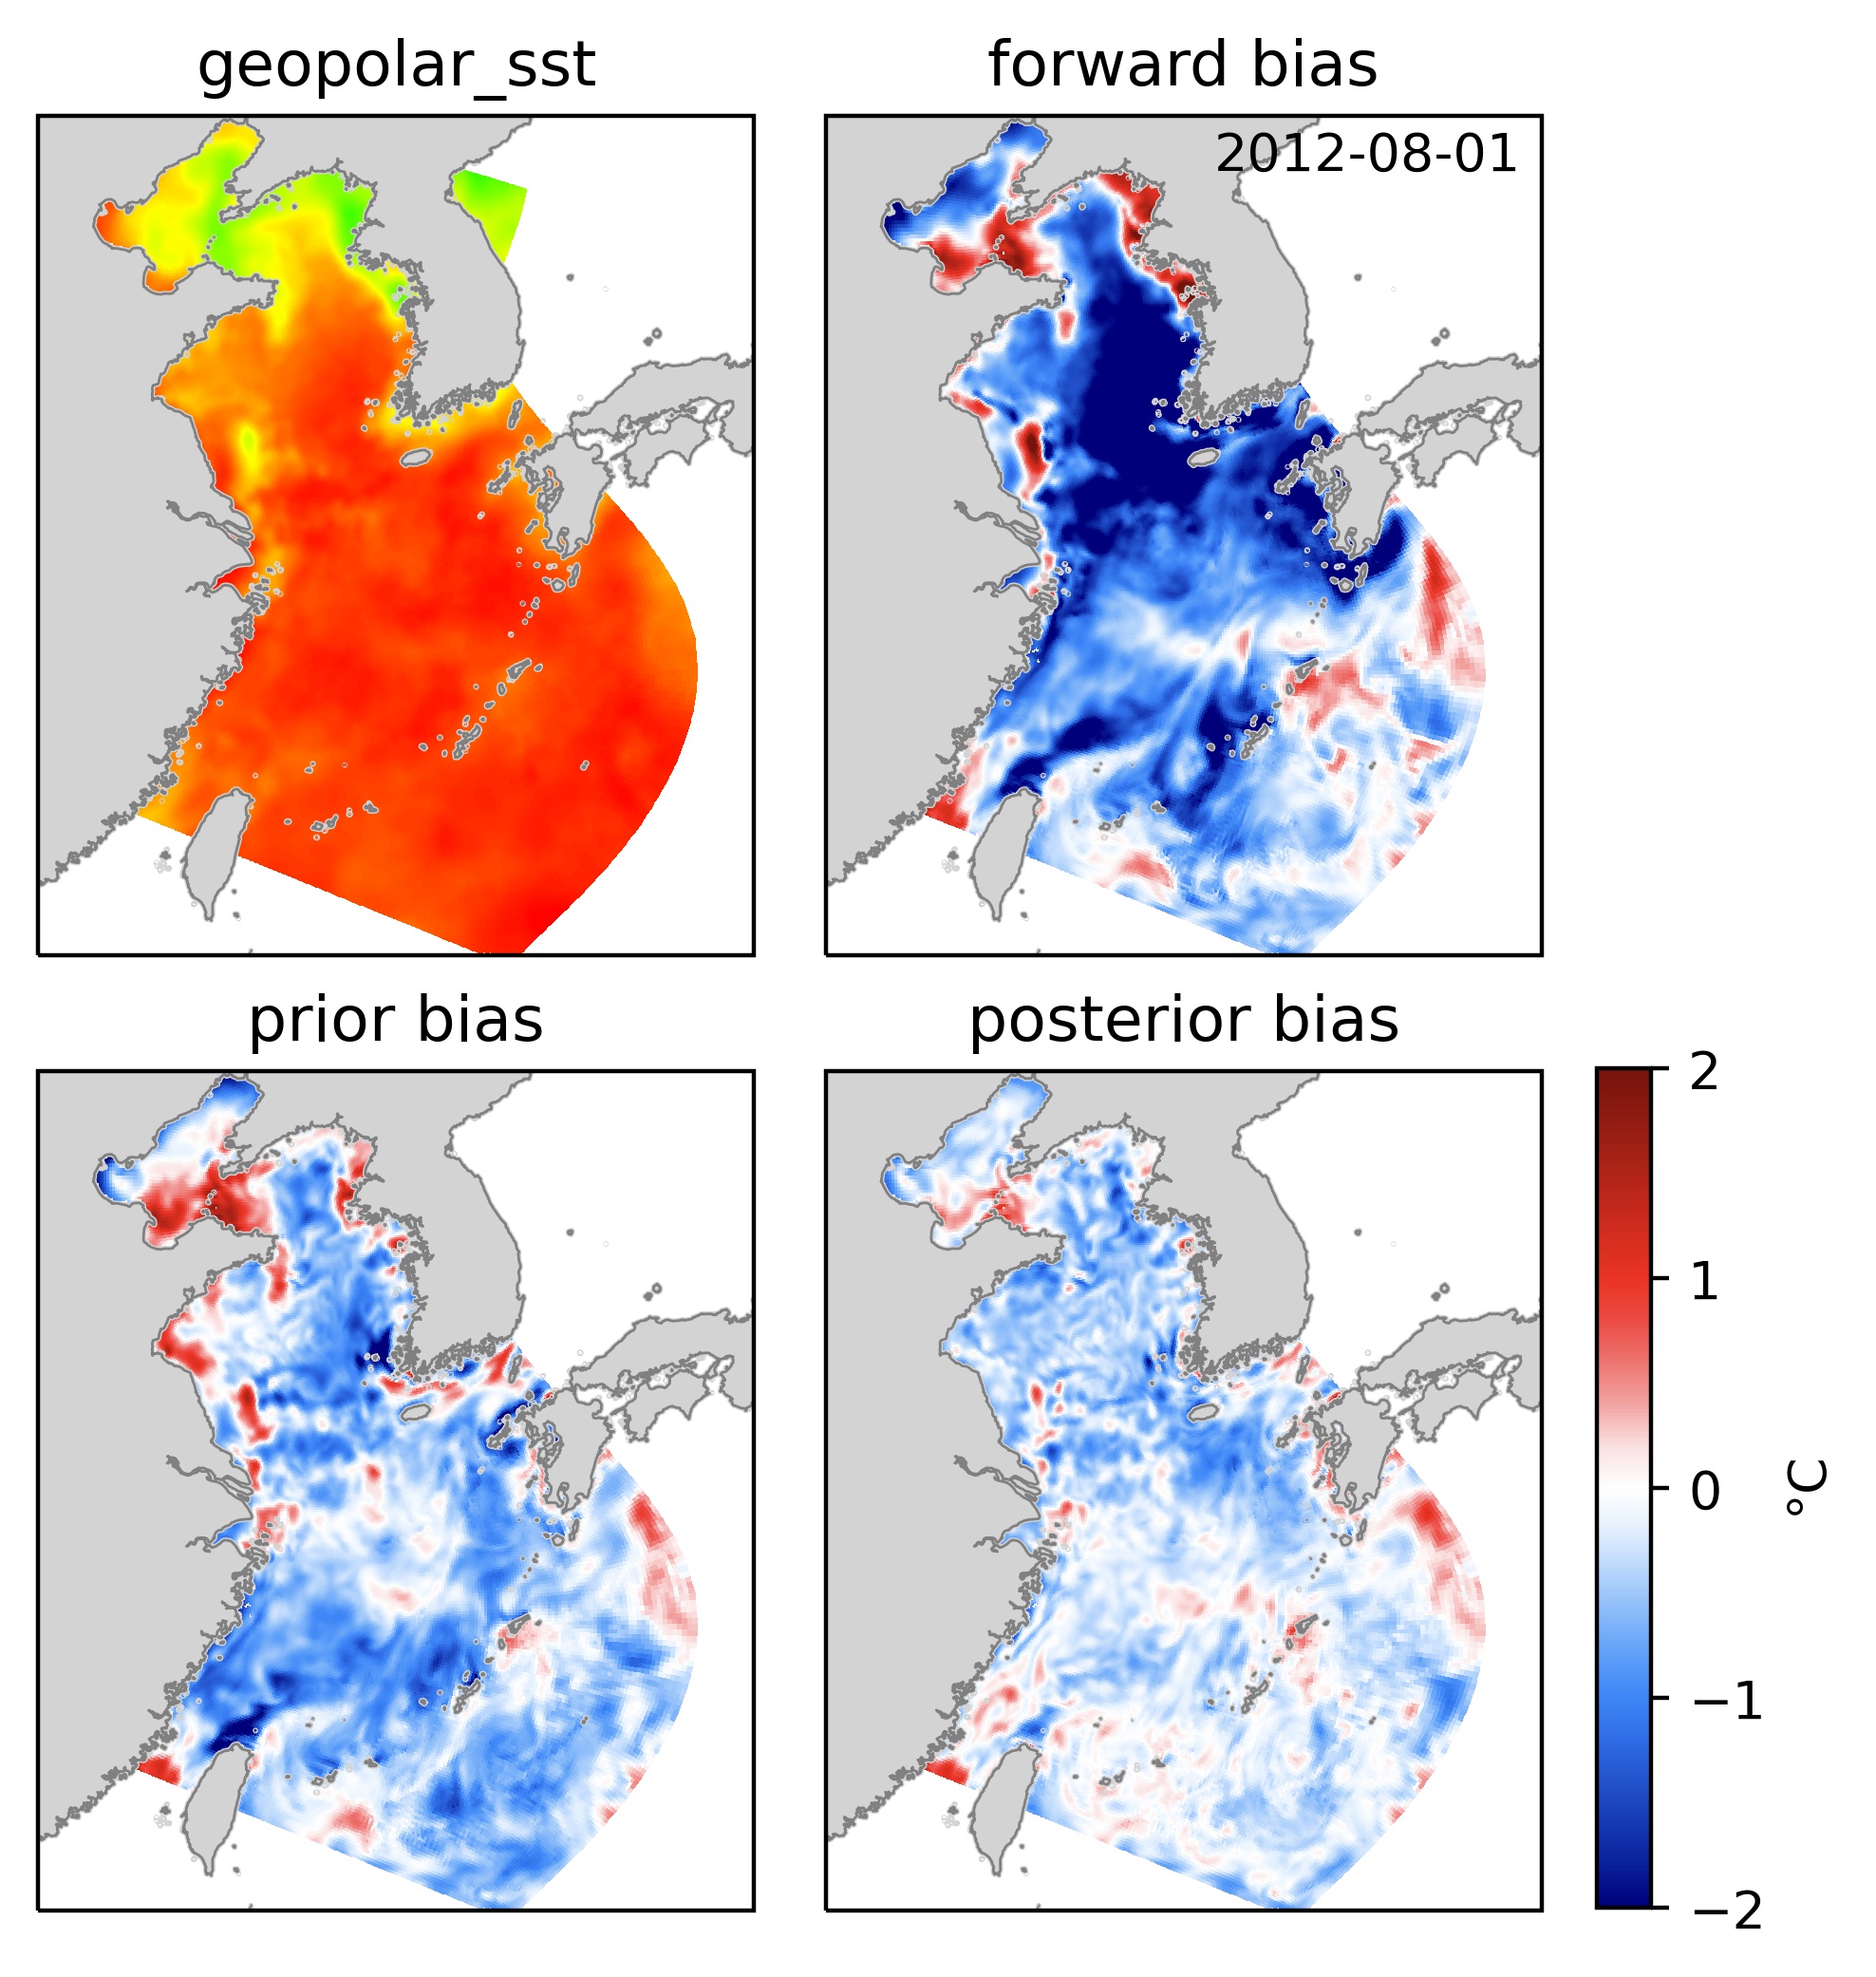 geopolar_sst
forward bias
2012-08-01
prior bias
posterior bias
2
1
0
−1
−2
°C